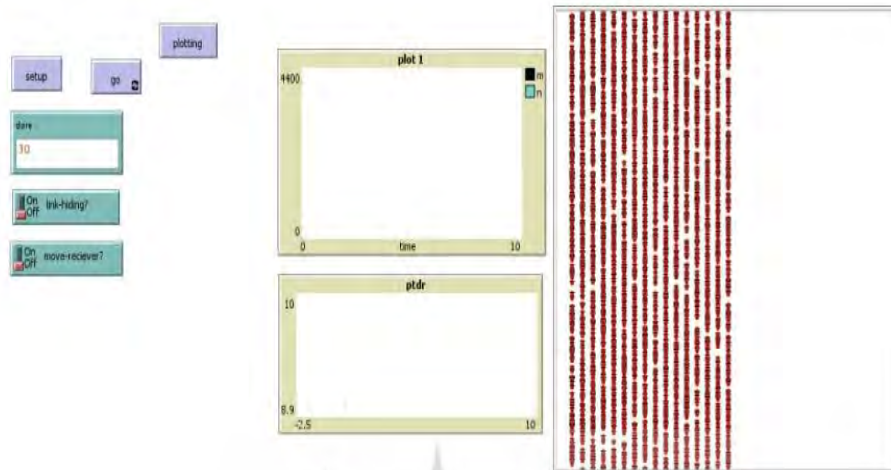 plotting
setup
go
dore
30
On
Off
link-hiding?
On
Off
move-reciever?
plot 1
4400
0
0
time
10
m
n
ptdr
10
8.9
-2.5
10